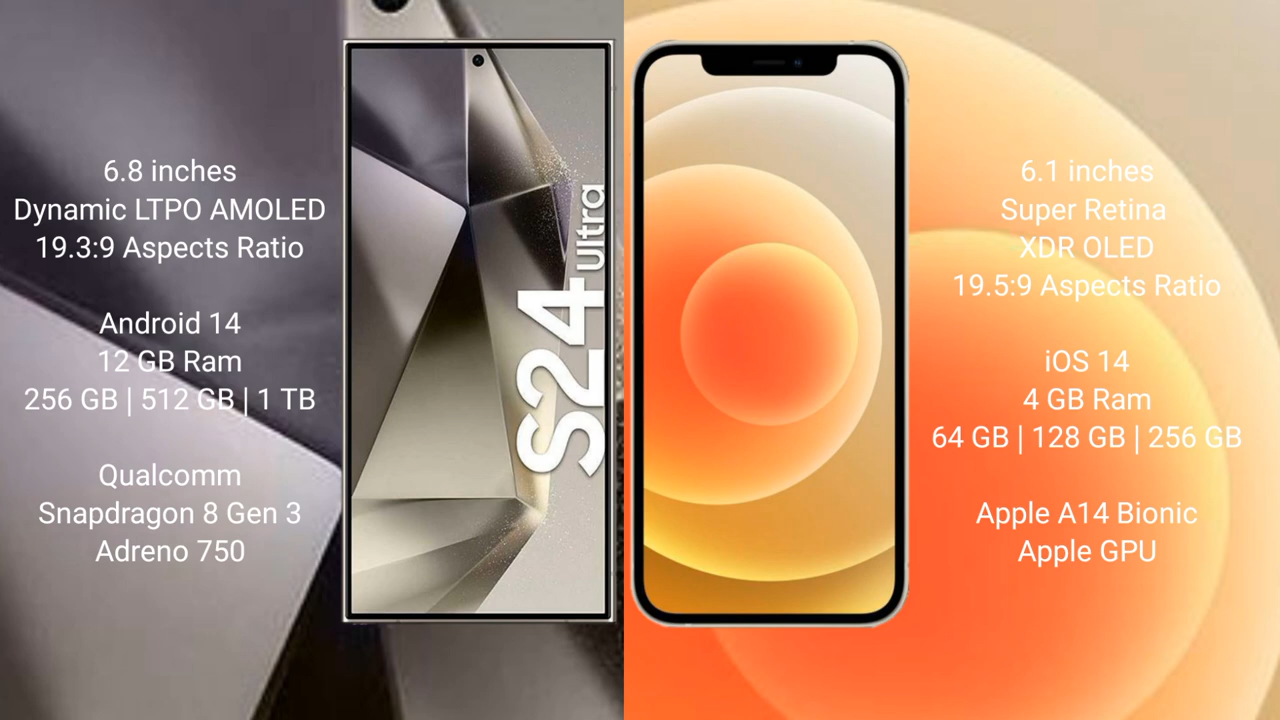 6.8 inches
Dynamic LTPO AMOLED
19.3:9 Aspects Ratio
Android 14
12 GB Ram
256 GB | 512 GB | 1 TB
Qualcomm
Snapdragon 8 Gen 3
Adreno 750
S24 Ultra
6.1 inches
Super Retina
XDR OLED
19.5:9 Aspects Ratio
iOS 14
4 GB Ram
64 GB | 128 GB | 256 GB
Apple A14 Bionic
Apple GPU